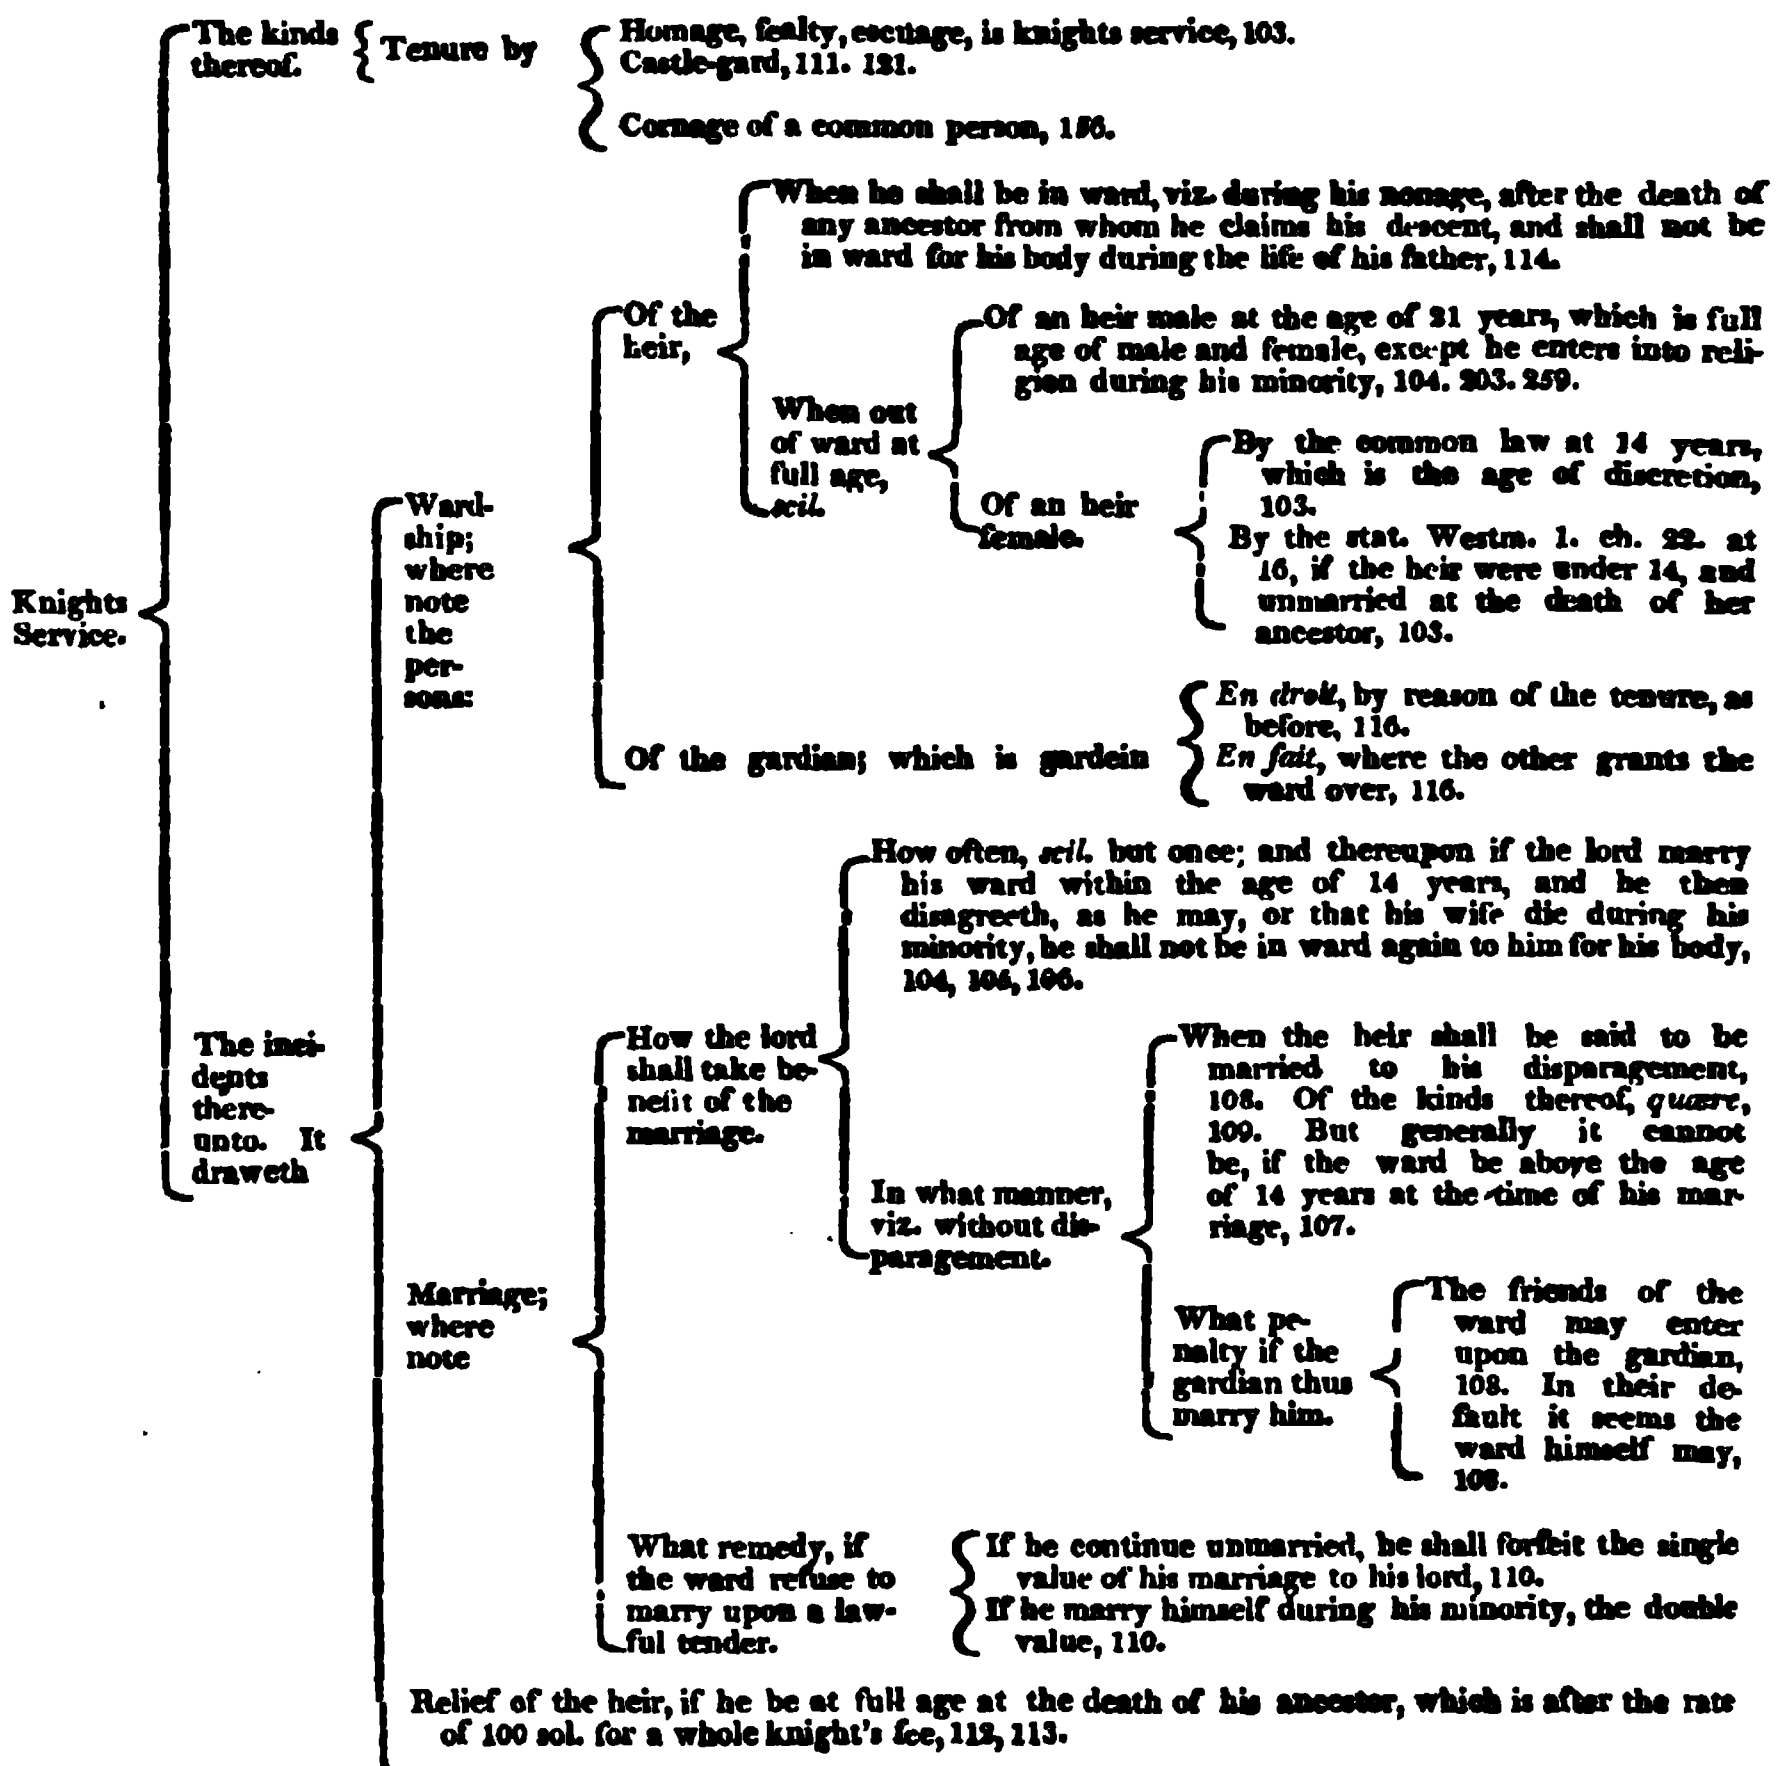 Knights
Service.
The kinds
thereof.
Tenure by
Homage, fealty, escuage, is knights service, 103.
Castle-gard, 111. 121.
Cornage of a common person, 156.
The inci-
dents
there-
unto. It
draweth
Ward-
ship;
where
note
the
per-
sons:
Of the
heir,
When he shall be in ward, viz. during his nonage, after the death of
any ancestor from whom he claims his descent, and shall not be
in ward for his body during the life of his father, 114.
When out
of ward at
full age,
scil.
Of an heir male at the age of 21 years, which is full
age of male and female, except he enters into reli-
gion during his minority, 104. 203. 259.
Of an heir
female.
By the common law at 14 years,
which is the age of discretion,
103.
By the stat. Westm. 1. ch. 22. at
16, if the heir were under 14, and
unmarried at the death of her
ancestor, 103.
Of the gardian; which is gardein
En droit, by reason of the tenure, as
before, 116.
En fait, where the other grants the
ward over, 116.
Marriage;
where
note
How the lord
shall take be-
nefit of the
marriage.
How often, scil. but once; and thereupon if the lord marry
his ward within the age of 14 years, and he then
disagreeth, as he may, or that his wife die during his
minority, he shall not be in ward again to him for his body,
104, 105, 106.
In what manner,
viz. without dis-
paragement.
When the heir shall be said to be
married to his disparagement,
108. Of the kinds thereof, quære,
109. But generally it cannot
be, if the ward be above the age
of 14 years at the time of his mar-
riage, 107.
What pe-
nalty if the
gardian thus
marry him.
The friends of the
ward may enter
upon the gardian,
108. In their de-
fault it seems the
ward himself may,
108.
What remedy, if
the ward refuse to
marry upon a law-
ful tender.
If he continue unmarried, he shall forfeit the single
value of his marriage to his lord, 110.
If he marry himself during his minority, the double
value, 110.
Relief of the heir, if he be at full age at the death of his ancestor, which is after the rate
of 100 sol. for a whole knight's fee, 112, 113.